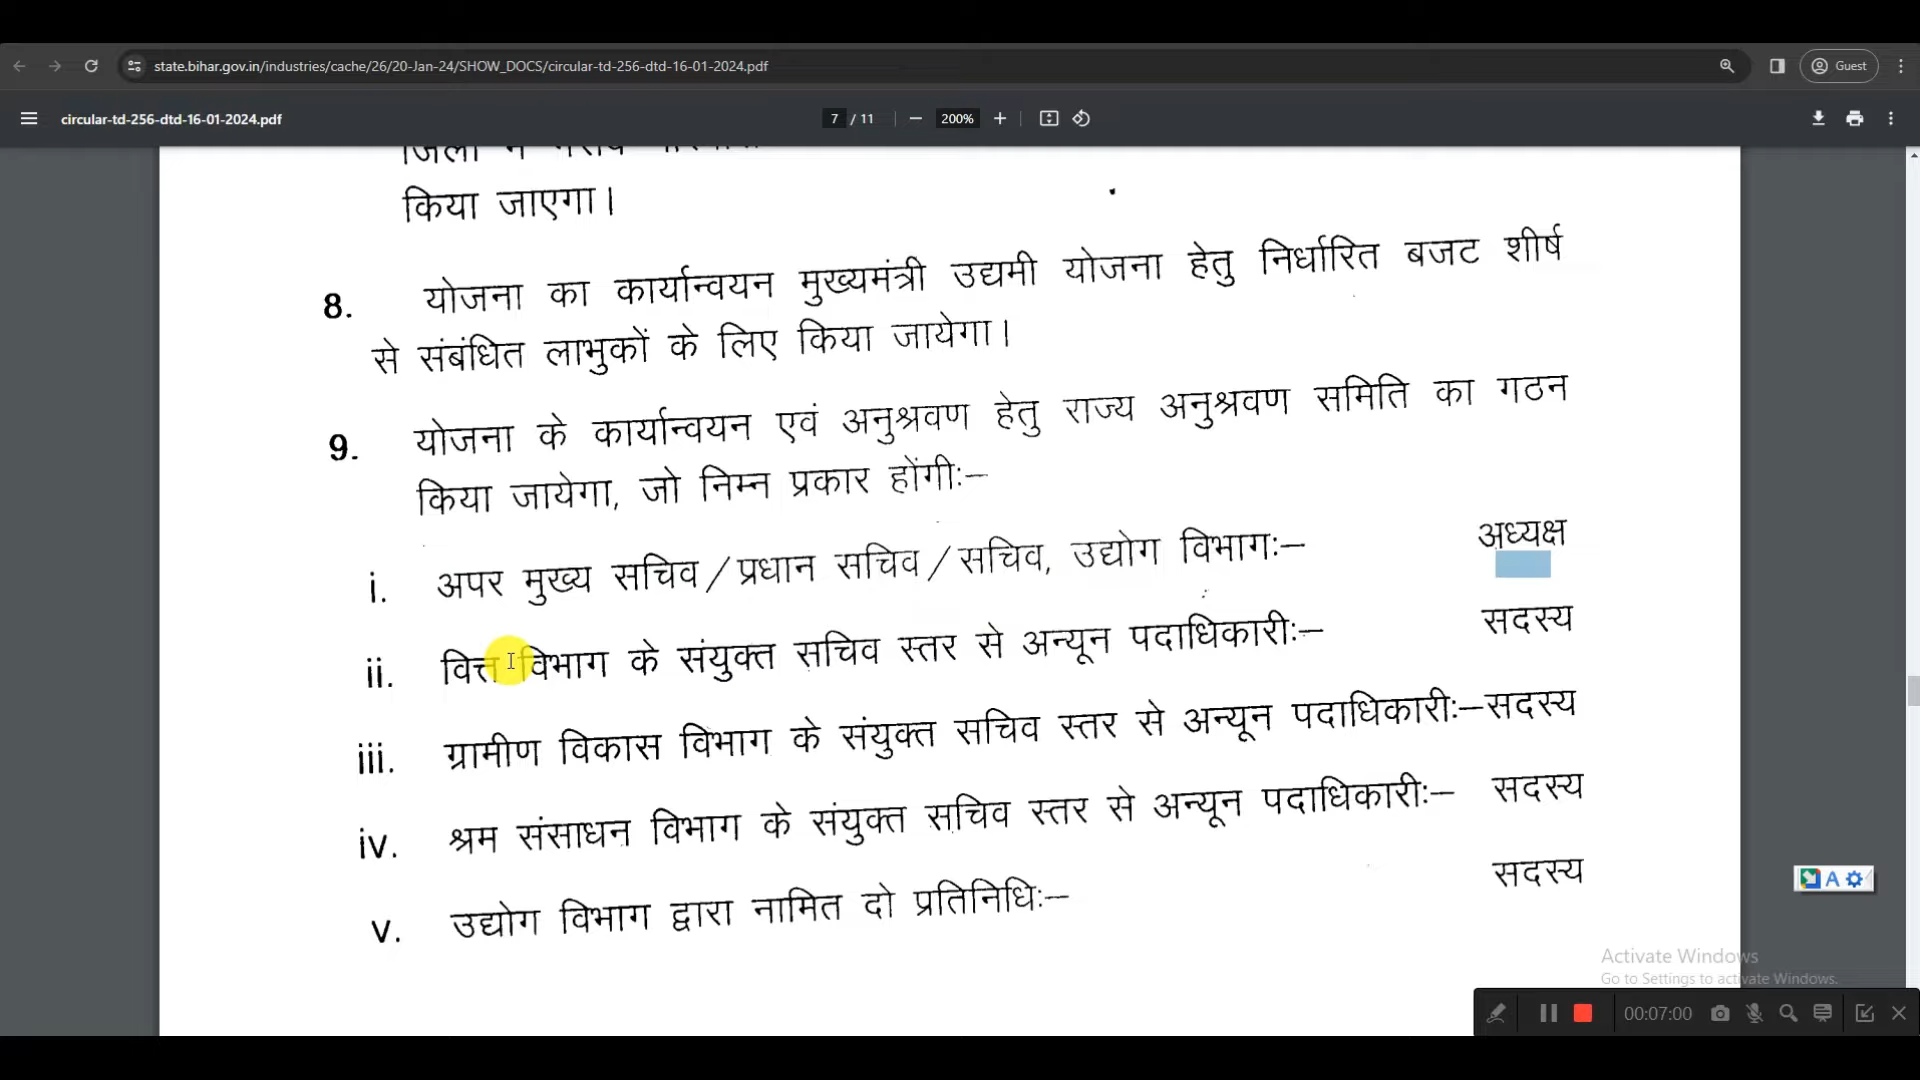 state.bihar.gov.in/industries/cache/26/20-Jan-24/SHOW_DOCS/circular-td-256-dtd-16-01-2024.pdf
Guest
circular-td-256-dtd-16-01-2024.pdf
7 / 11
200%
किया जाएगा।
8. योजना का कार्यान्वयन मुख्यमंत्री उद्यमी योजना हेतु निर्धारित बजट शीर्ष
से संबंधित लाभुकों के लिए किया जायेगा।
9. योजना के कार्यान्वयन एवं अनुश्रवण हेतु राज्य अनुश्रवण समिति का गठन
किया जायेगा, जो निम्न प्रकार होंगी:–
i. अपर मुख्य सचिव/प्रधान सचिव/सचिव, उद्योग विभागः– अध्यक्ष
ii. वित्त विभाग के संयुक्त सचिव स्तर से अन्यून पदाधिकारीः– सदस्य
iii. ग्रामीण विकास विभाग के संयुक्त सचिव स्तर से अन्यून पदाधिकारीः–सदस्य
iv. श्रम संसाधन विभाग के संयुक्त सचिव स्तर से अन्यून पदाधिकारीः– सदस्य
v. उद्योग विभाग द्वारा नामित दो प्रतिनिधिः– सदस्य
A
Activate Windows
Go to Settings to activate Windows.
00:07:00